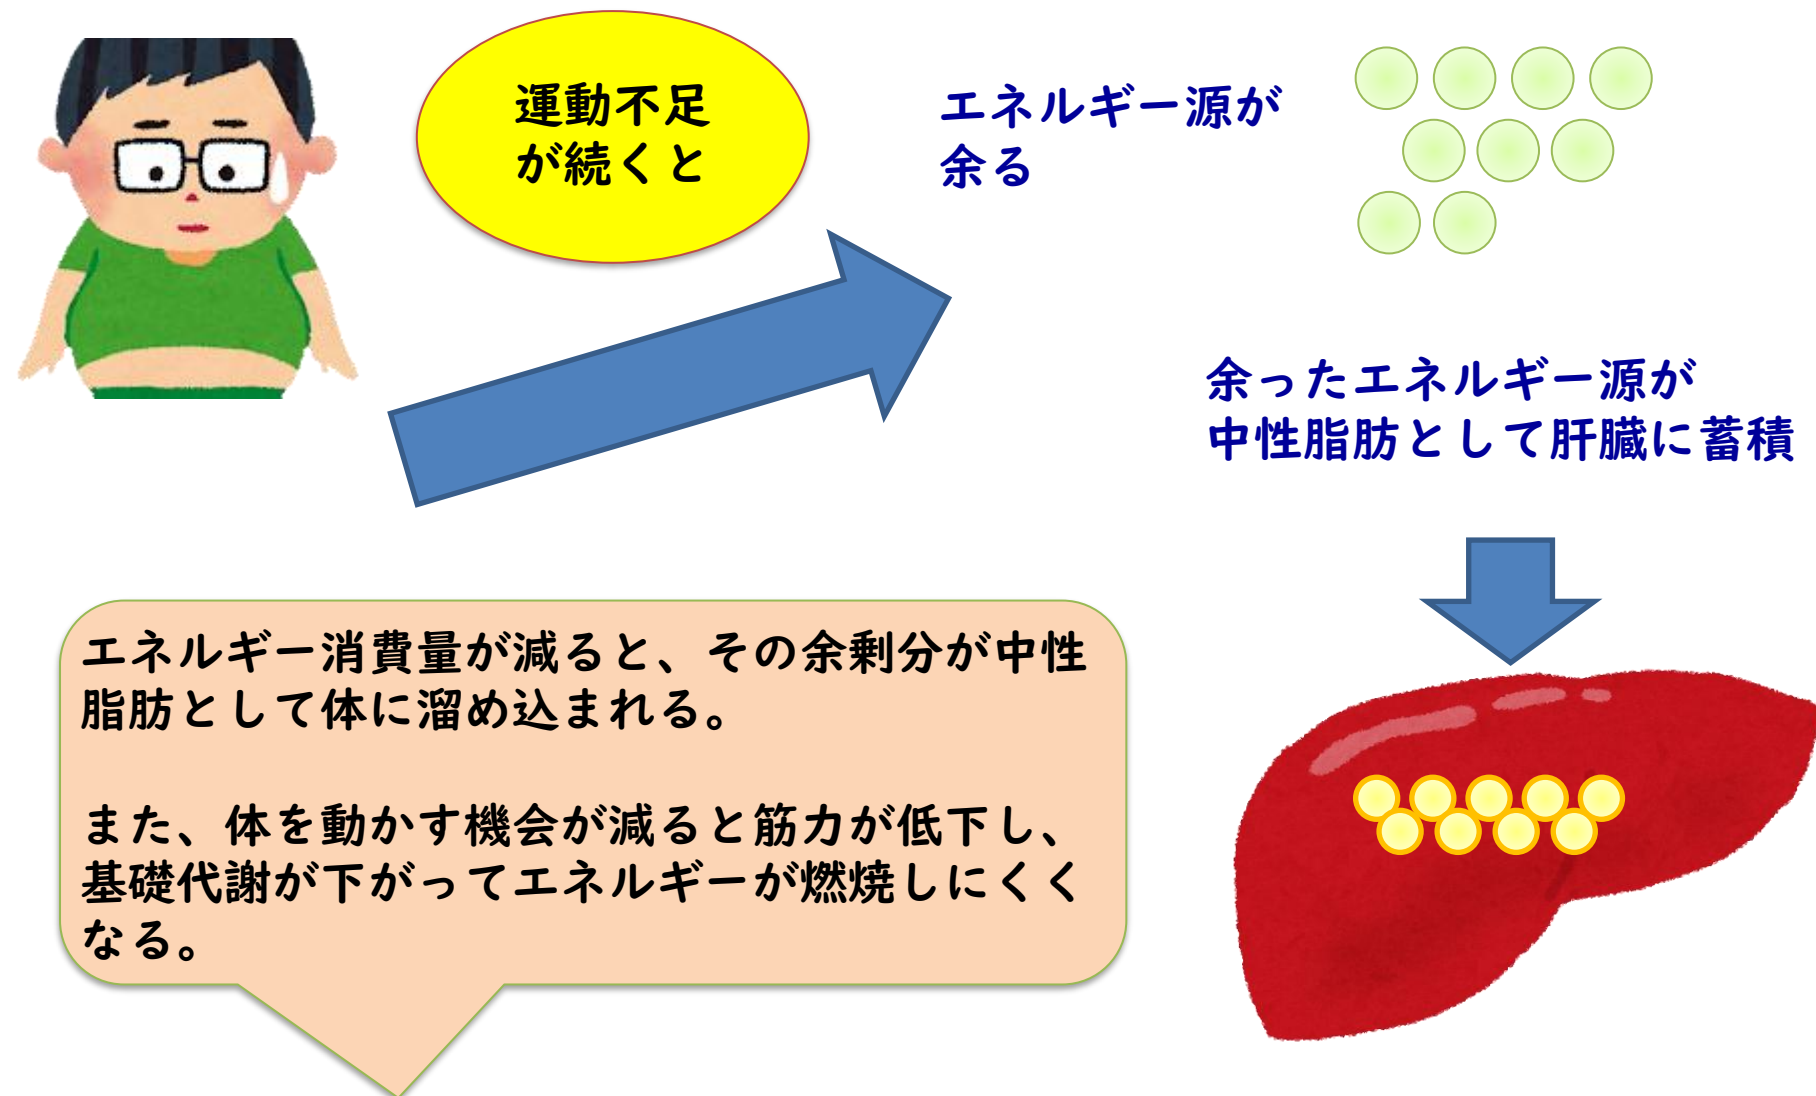 運動不足
が続くと
エネルギー源が
余る
余ったエネルギー源が
中性脂肪として肝臓に蓄積
エネルギー消費量が減ると、その余剰分が中性
脂肪として体に溜め込まれる。
また、体を動かす機会が減ると筋力が低下し、
基礎代謝が下がってエネルギーが燃焼しにくく
なる。